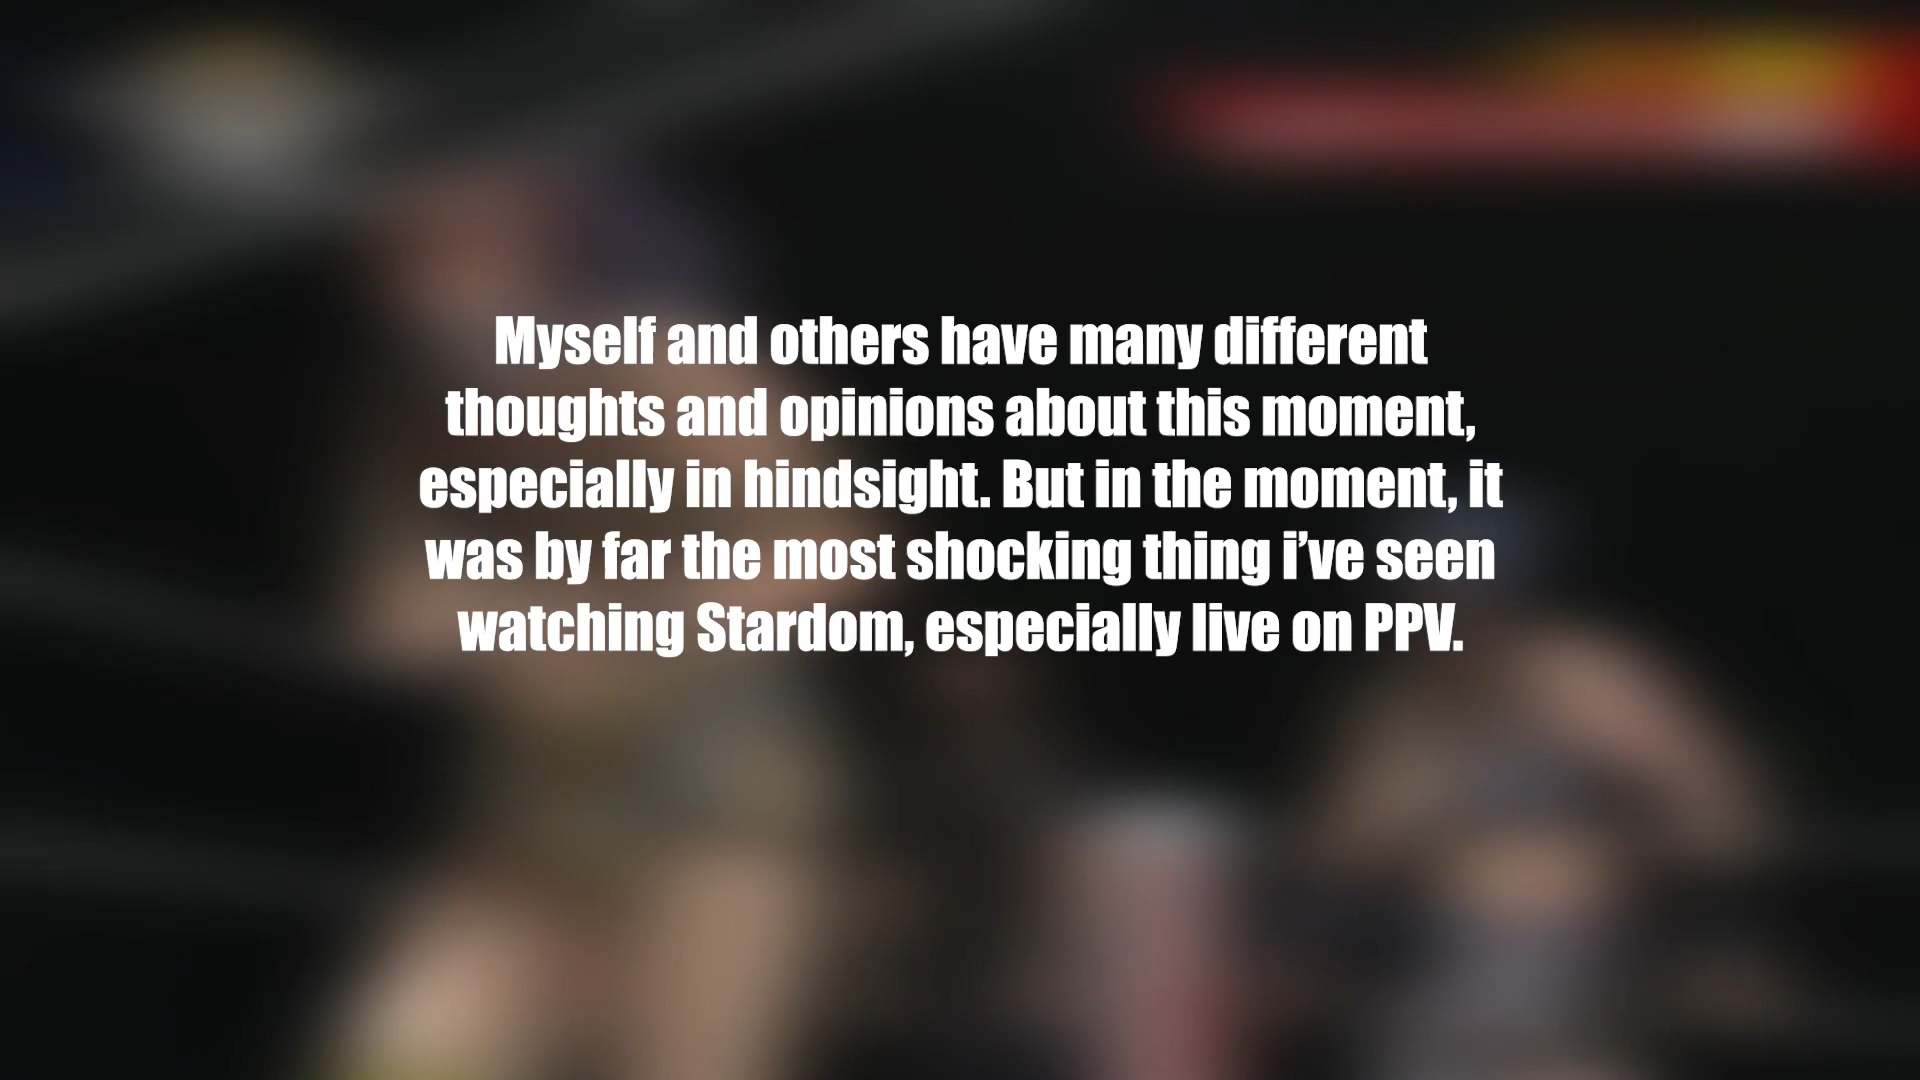 Myself and others have many different
thoughts and opinions about this moment,
especially in hindsight. But in the moment, it
was by far the most shocking thing i’ve seen
watching Stardom, especially live on PPV.